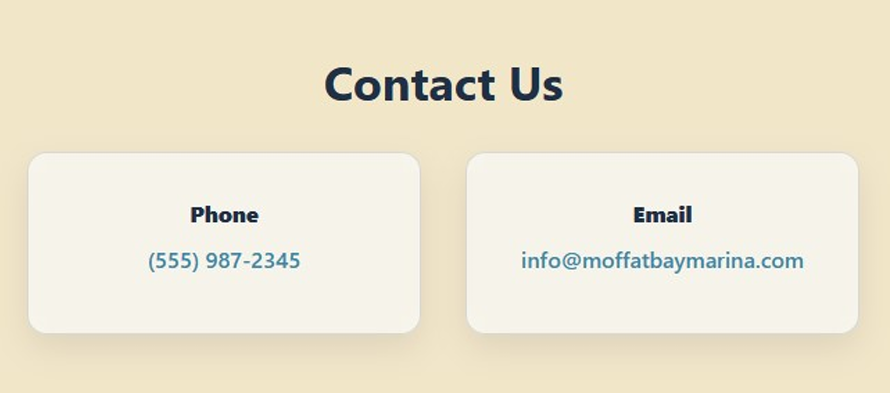 Contact Us
Phone
(555) 987-2345
Email
info@moffatbaymarina.com